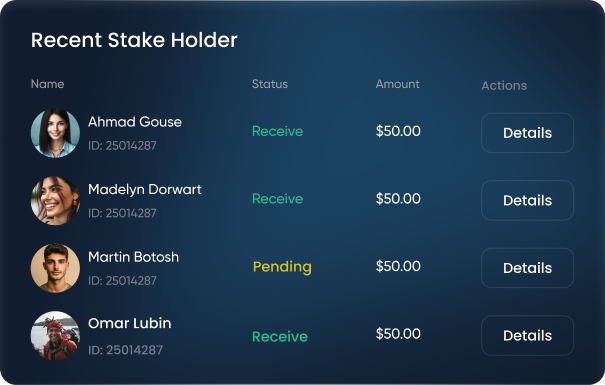 Recent Stake Holder
Name Status Amount Actions
Ahmad Gouse
ID: 25014287
Receive $50.00 Details
Madelyn Dorwart
ID: 25014287
Receive $50.00 Details
Martin Botosh
ID: 25014287
Pending $50.00 Details
Omar Lubin
ID: 25014287
Receive $50.00 Details